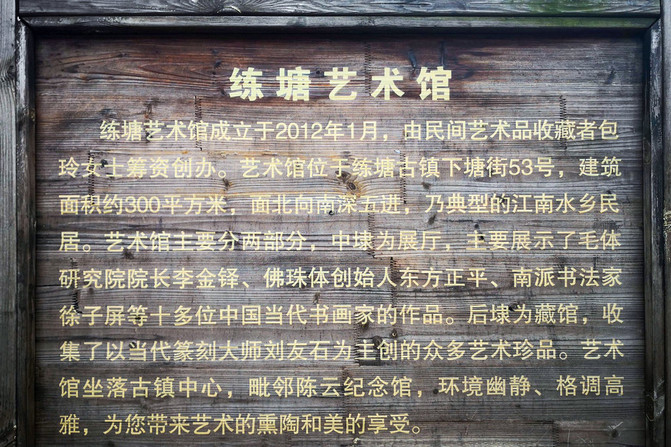 练塘艺术馆
练塘艺术馆成立于2012年1月，由民间艺术品收藏者包
玲女士筹资创办。艺术馆位于练塘古镇下塘街53号，建筑
面积约300平方米，面北向南深五进，乃典型的江南水乡民
居。艺术馆主要分两部分，中埭为展厅，主要展示了毛体
研究院院长李金铎、佛珠体创始人东方正平、南派书法家
徐子屏等十多位中国当代书画家的作品。后埭为藏馆，收
集了以当代篆刻大师刘友石为主创的众多艺术珍品。艺术
馆坐落古镇中心，毗邻陈云纪念馆，环境幽静、格调高
雅，为您带来艺术的熏陶和美的享受。